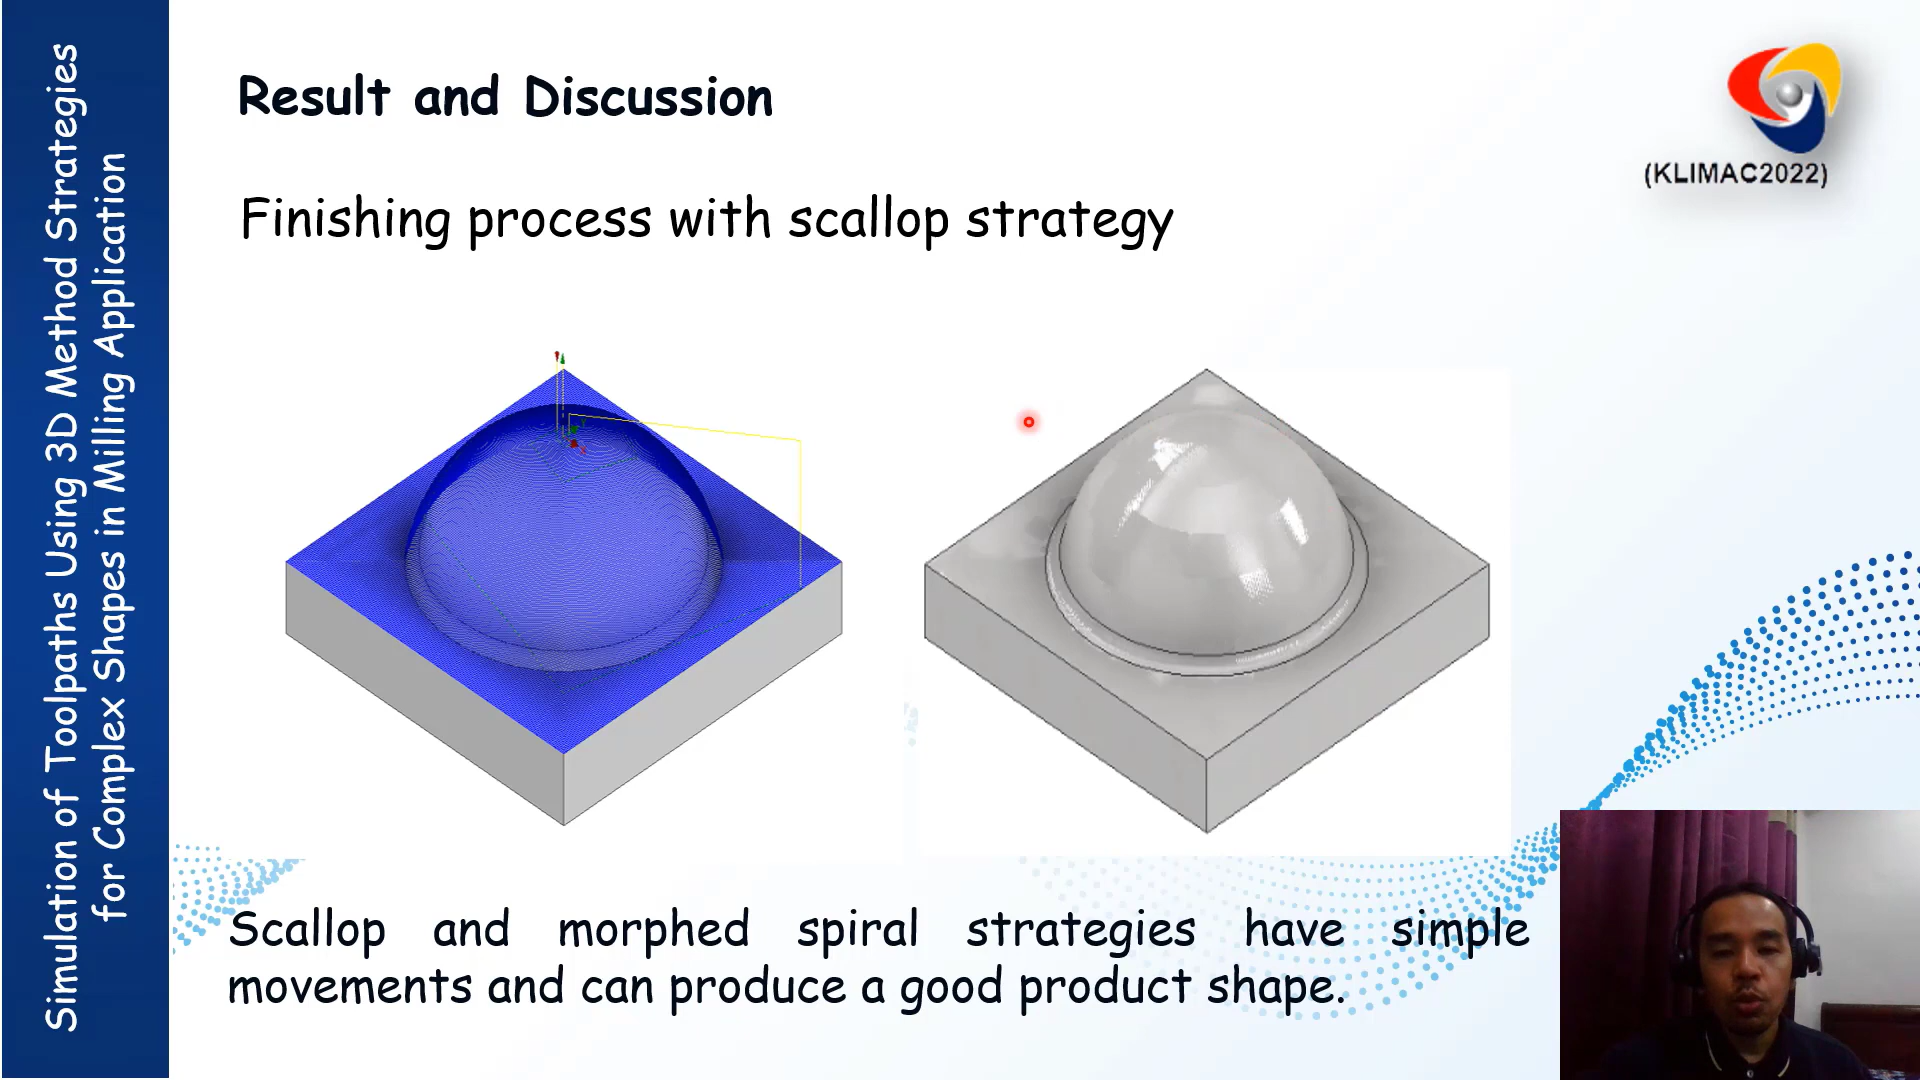 Simulation of Toolpaths Using 3D Method Strategies
for Complex Shapes in Milling Application
Result and Discussion
(KLIMAC2022)
Finishing process with scallop strategy
Scallop and morphed spiral strategies have simple
movements and can produce a good product shape.